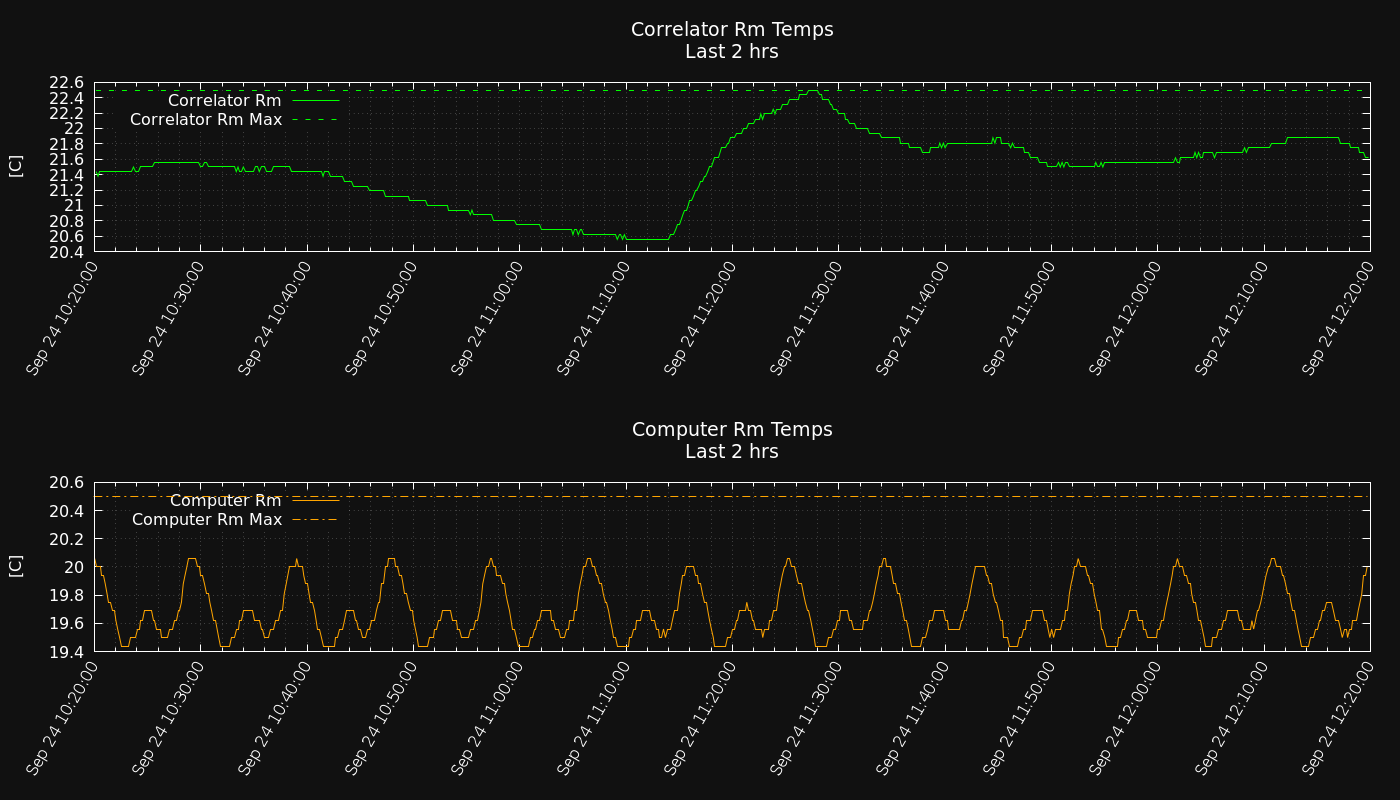 Correlator Rm Temps
Last 2 hrs
22.6
22.4
22.2
22
21.8
21.6
21.4
21.2
21
20.8
20.6
20.4
[C]
Correlator Rm
Correlator Rm Max
Sep 24 10:20:00
Sep 24 10:30:00
Sep 24 10:40:00
Sep 24 10:50:00
Sep 24 11:00:00
Sep 24 11:10:00
Sep 24 11:20:00
Sep 24 11:30:00
Sep 24 11:40:00
Sep 24 11:50:00
Sep 24 12:00:00
Sep 24 12:10:00
Sep 24 12:20:00
Computer Rm Temps
Last 2 hrs
20.6
20.4
20.2
20
19.8
19.6
19.4
[C]
Computer Rm
Computer Rm Max
Sep 24 10:20:00
Sep 24 10:30:00
Sep 24 10:40:00
Sep 24 10:50:00
Sep 24 11:00:00
Sep 24 11:10:00
Sep 24 11:20:00
Sep 24 11:30:00
Sep 24 11:40:00
Sep 24 11:50:00
Sep 24 12:00:00
Sep 24 12:10:00
Sep 24 12:20:00